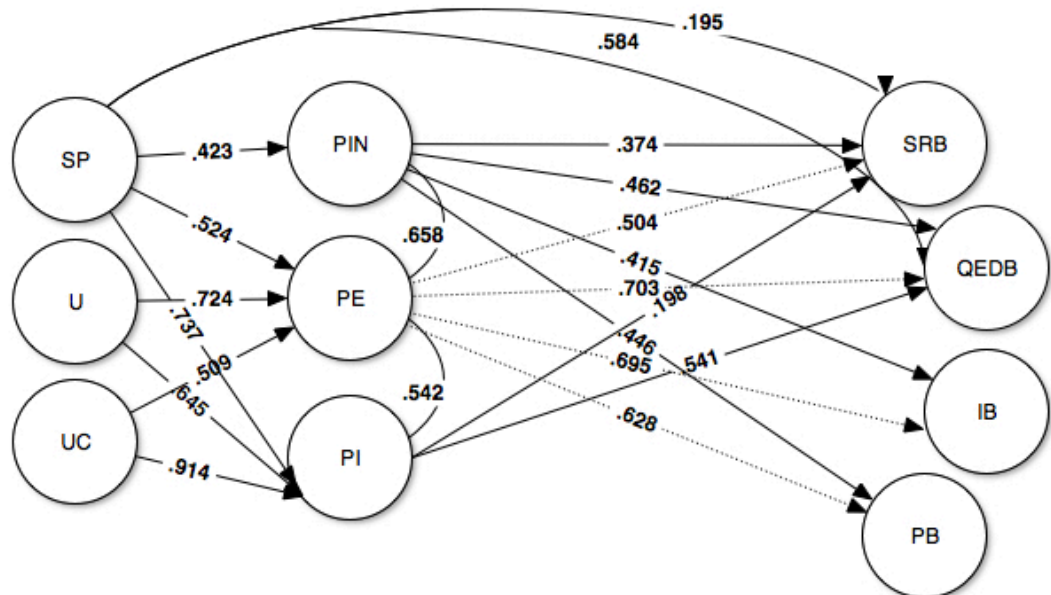 .195
.584
SP
.423
PIN
.374
SRB
.462
.524
.658
.504
.415
QEDB
U
.724
PE
.703
.198
.737
.446
.509
.695
.541
.645
.542
IB
.628
UC
.914
PI
PB